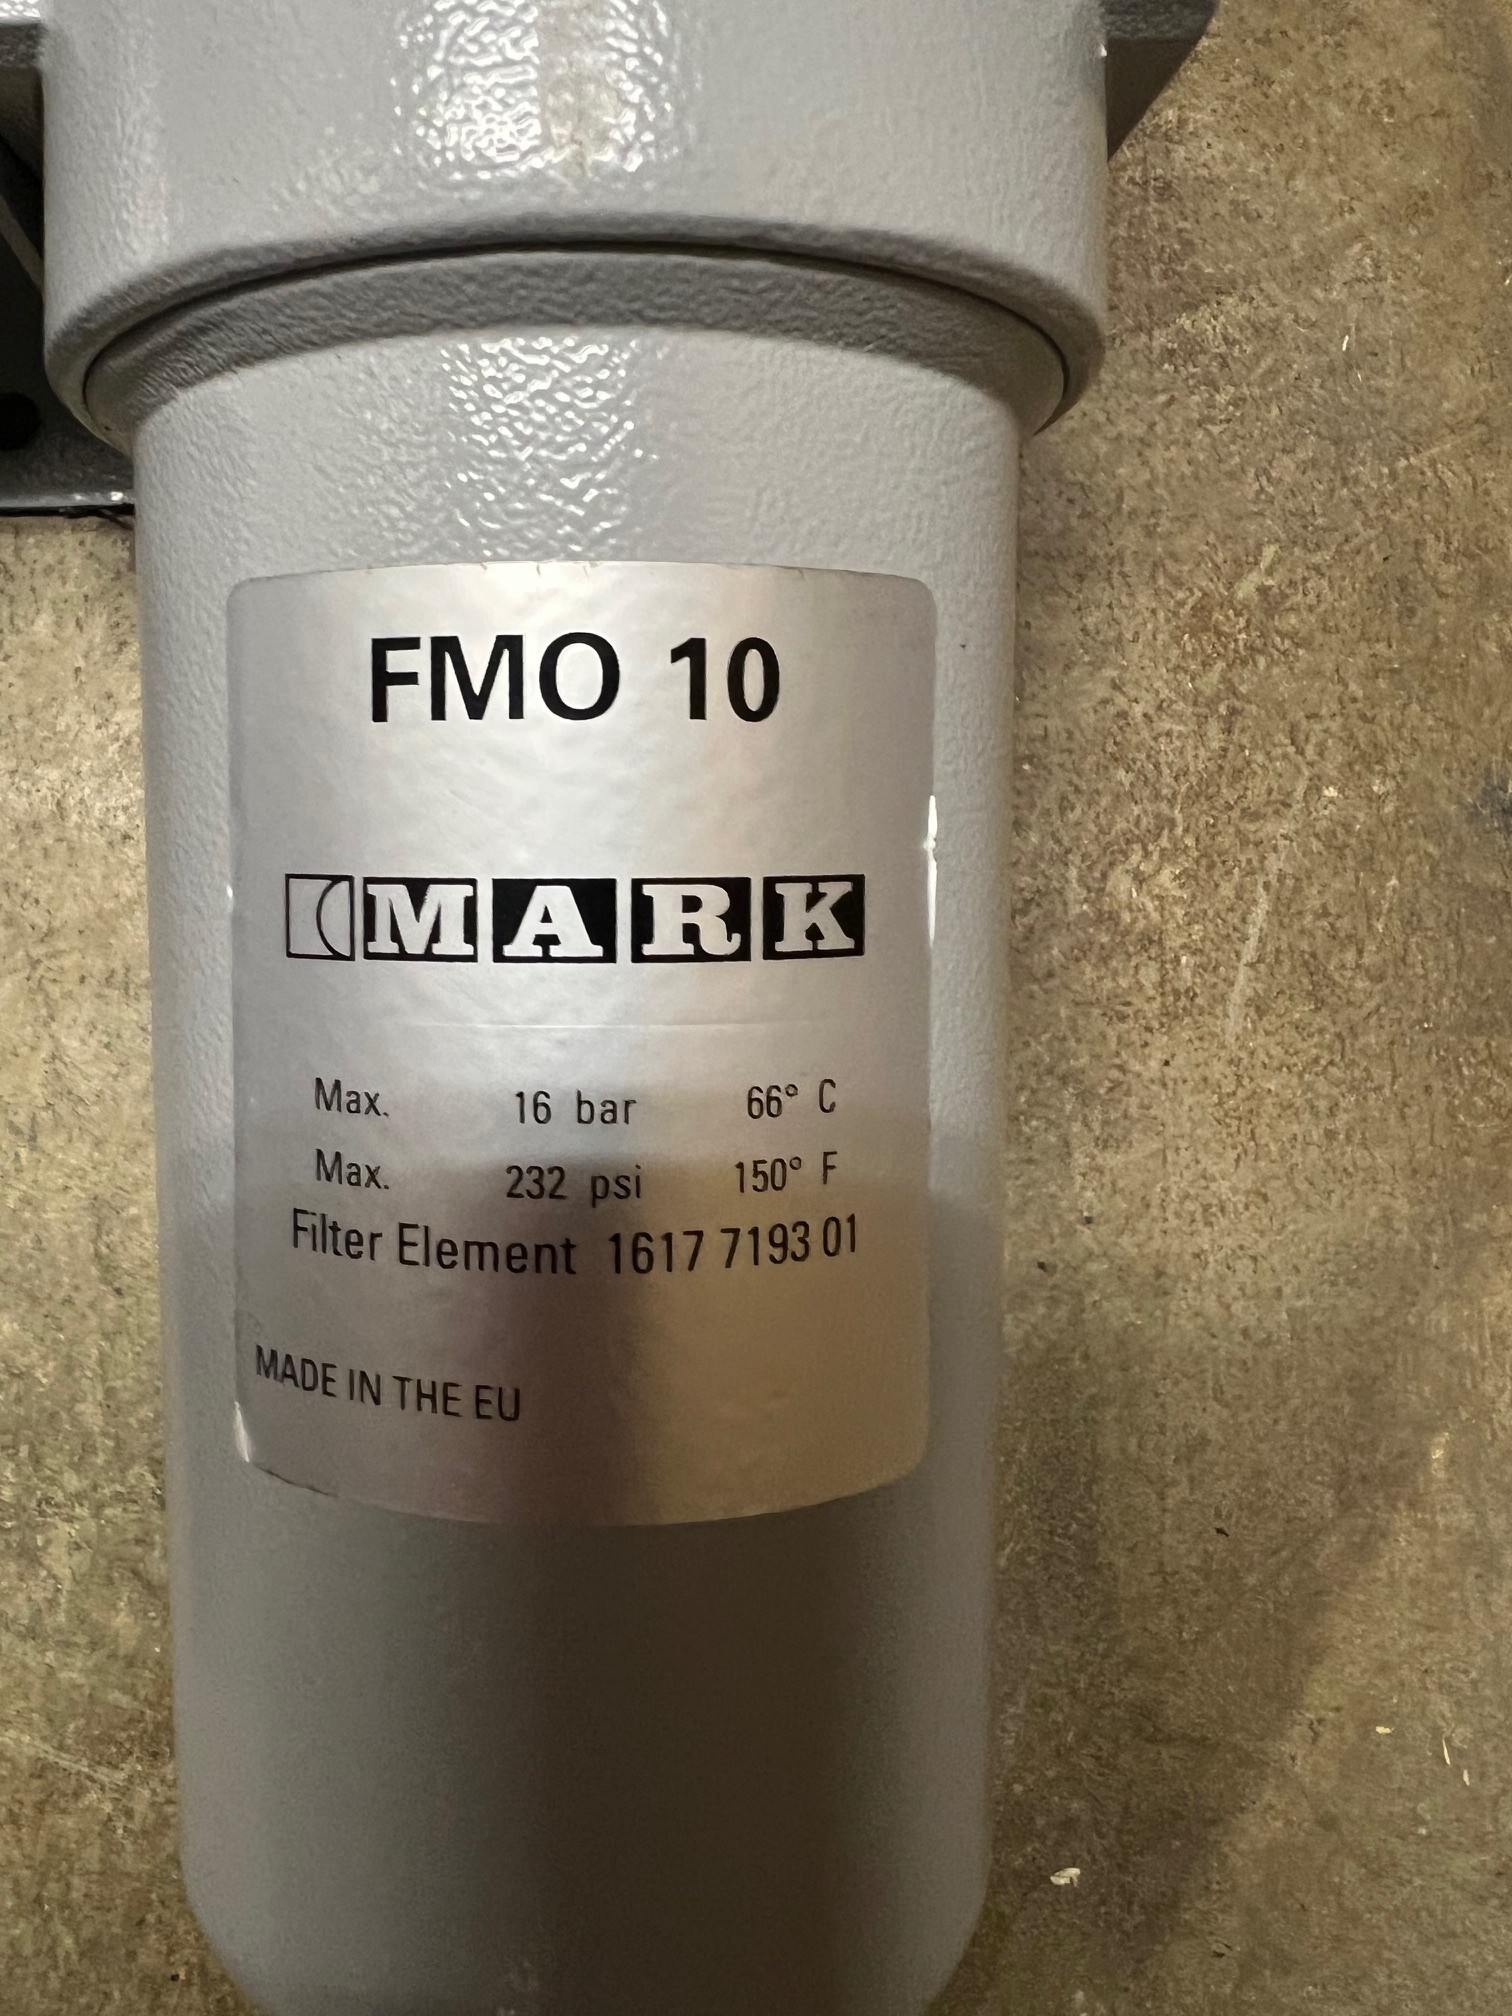 FMO 10
MARK
Max. 16 bar 66° C
Max. 232 psi 150° F
Filter Element 1617 7193 01
MADE IN THE EU